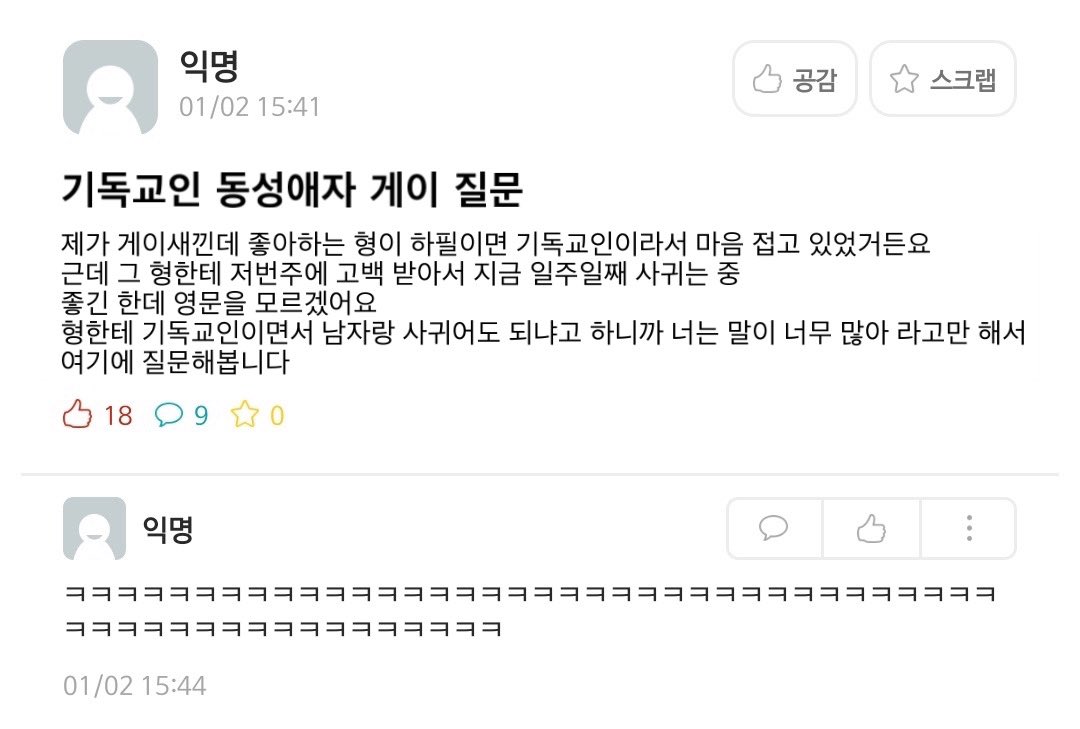 익명
01/02 15:41
공감
스크랩
기독교인 동성애자 게이 질문
제가 게이새낀데 좋아하는 형이 하필이면 기독교인이라서 마음 접고 있었거든요
근데 그 형한테 저번주에 고백 받아서 지금 일주일째 사귀는 중
좋긴 한데 영문을 모르겠어요
형한테 기독교인이면서 남자랑 사귀어도 되냐고 하니까 너는 말이 너무 많아 라고만 해서
여기에 질문해봅니다
18 9 0
익명
ㅋㅋㅋㅋㅋㅋㅋㅋㅋㅋㅋㅋㅋㅋㅋㅋㅋㅋㅋㅋㅋㅋㅋㅋㅋㅋㅋㅋㅋㅋㅋㅋㅋㅋㅋㅋ
ㅋㅋㅋㅋㅋㅋㅋㅋㅋㅋㅋㅋㅋㅋㅋㅋㅋ
01/02 15:44